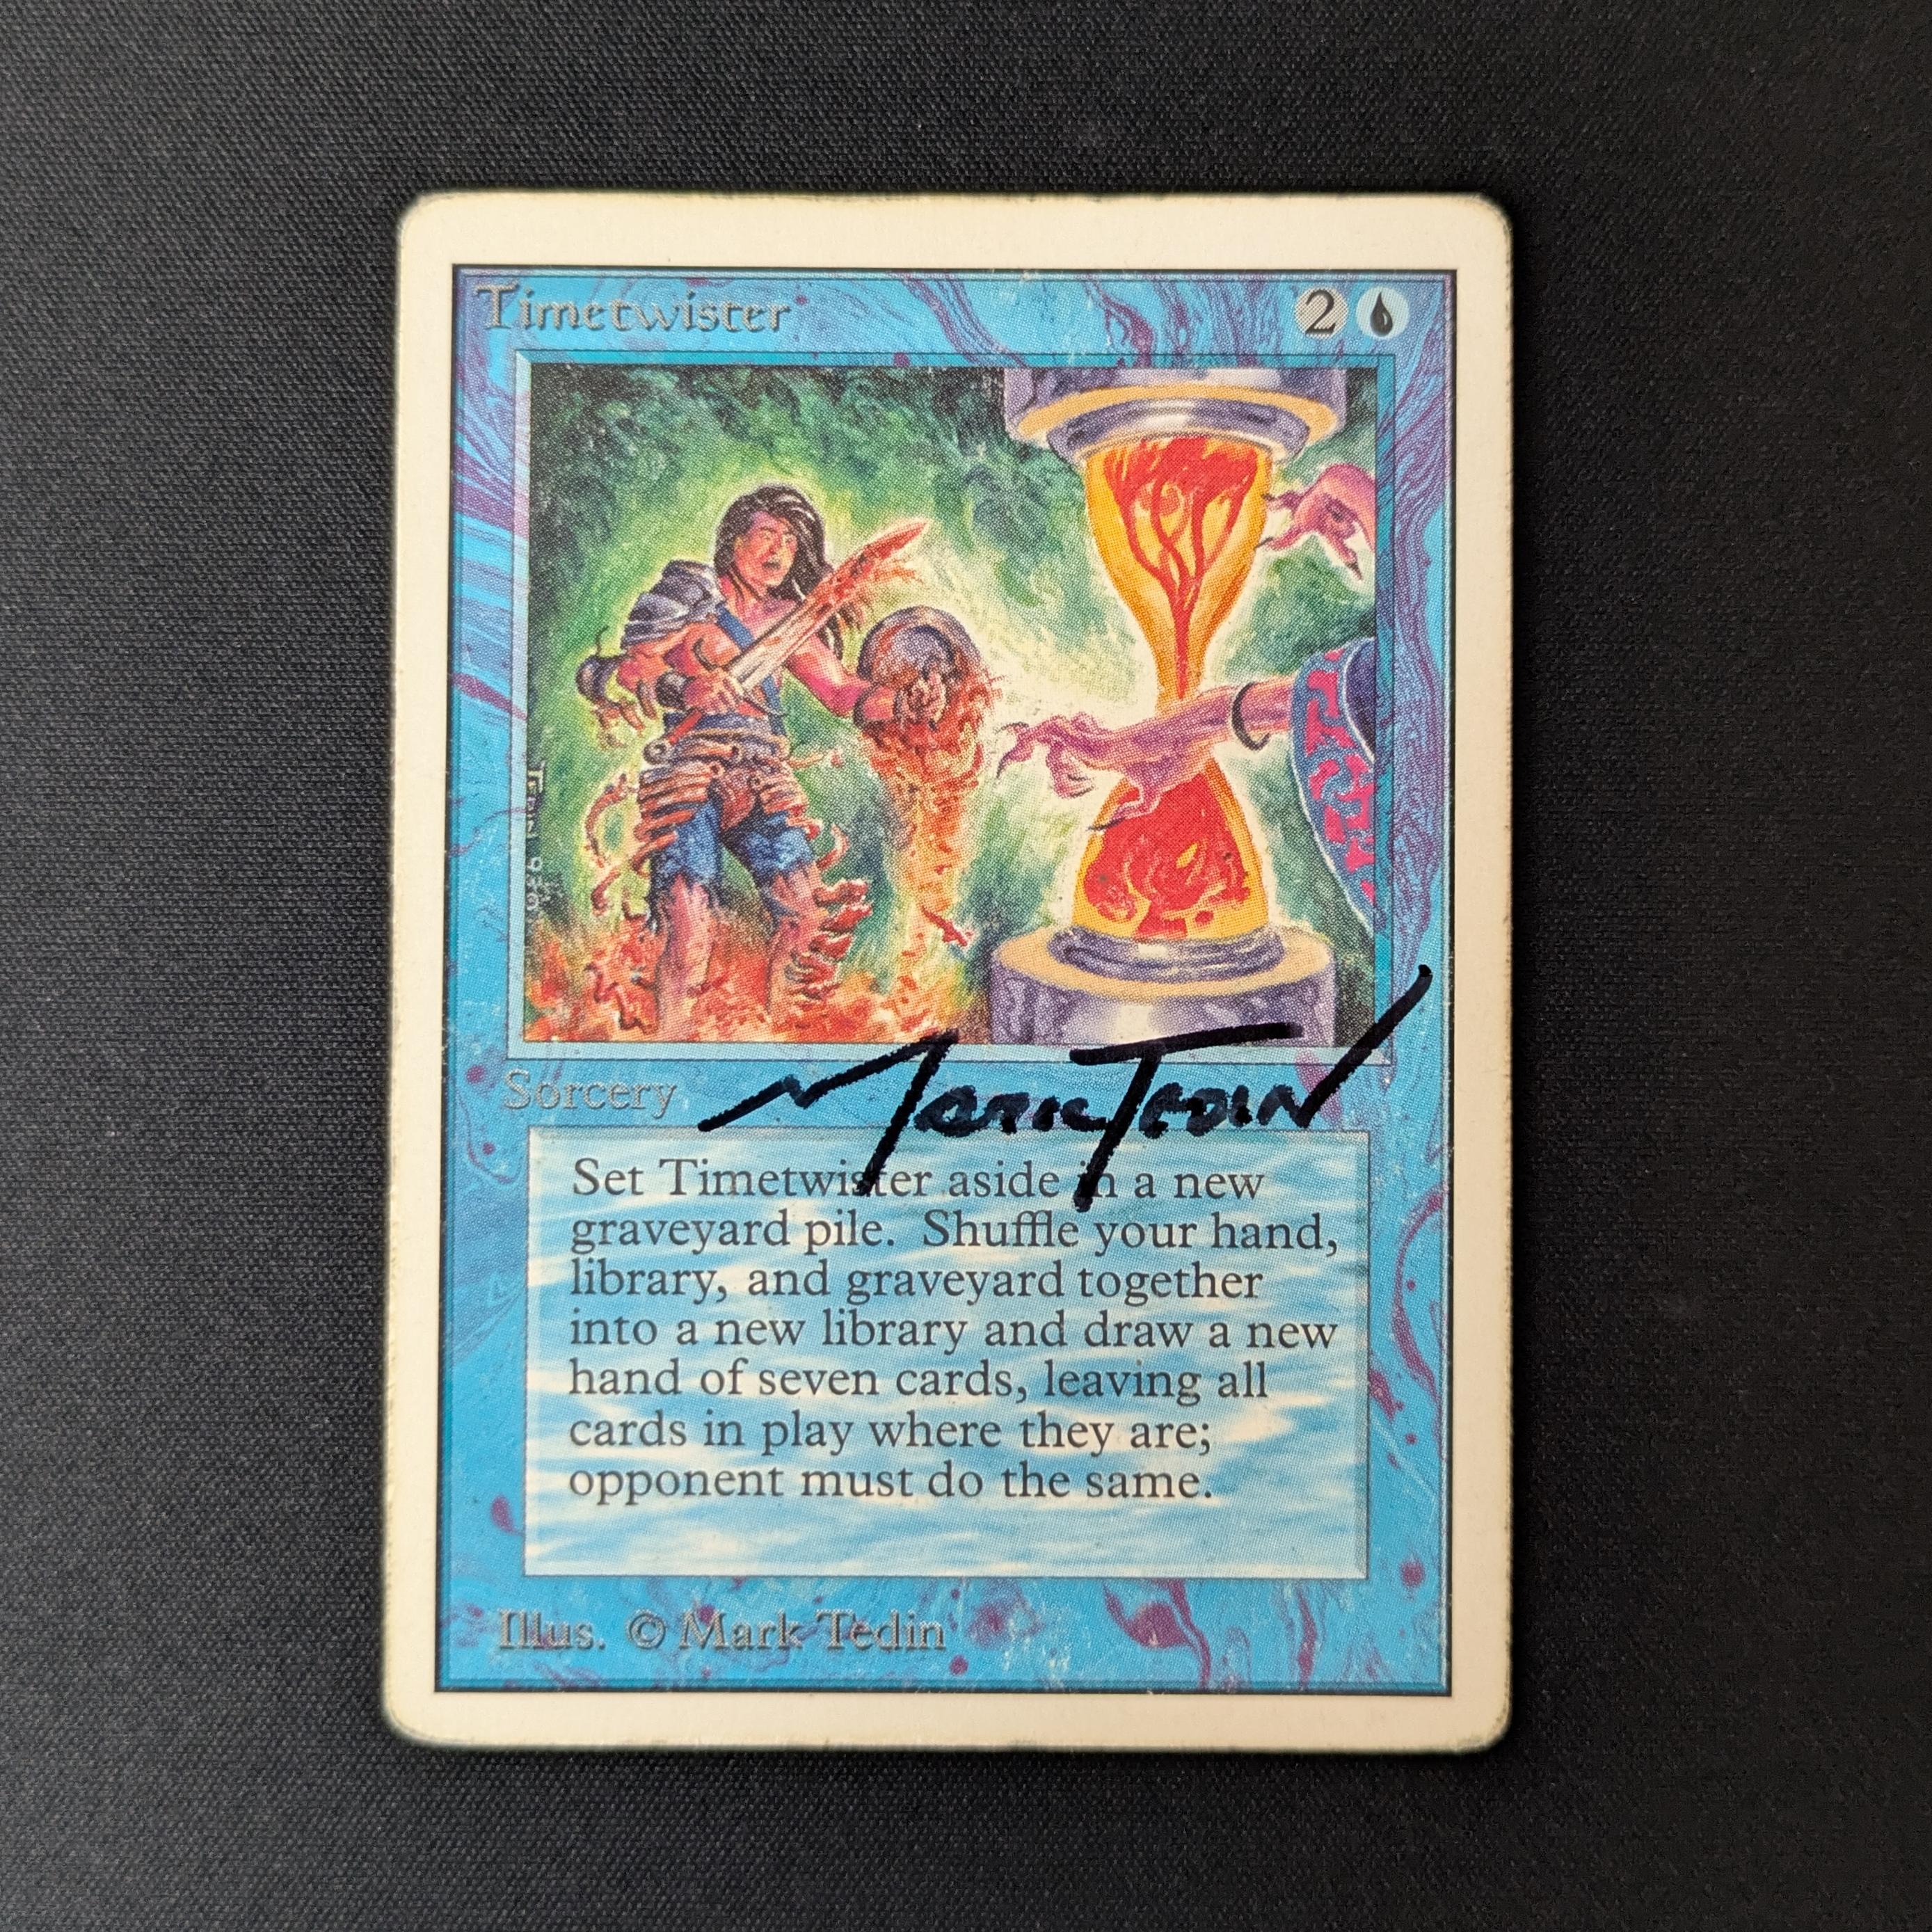 Timetwister 2
TEDIN
Sorcery
Mark Tedin
Set Timetwister aside in a new
graveyard pile. Shuffle your hand,
library, and graveyard together
into a new library and draw a new
hand of seven cards, leaving all
cards in play where they are;
opponent must do the same.
Illus. © Mark Tedin